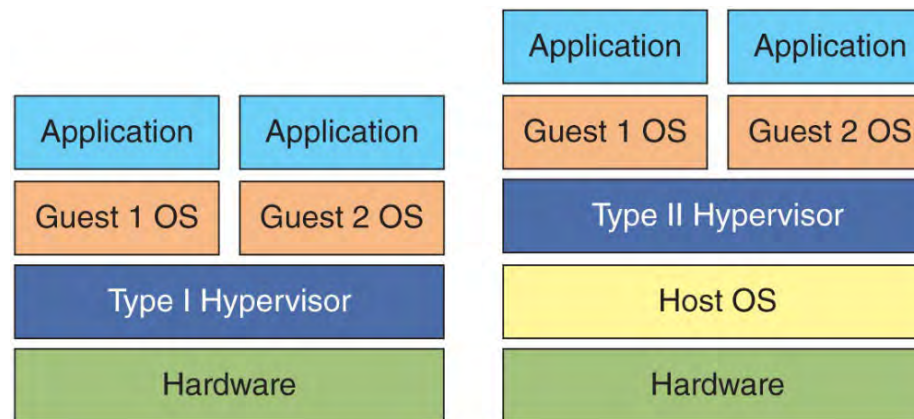 Application
Application
Guest 1 OS
Guest 2 OS
Type I Hypervisor
Hardware
Application
Application
Guest 1 OS
Guest 2 OS
Type II Hypervisor
Host OS
Hardware